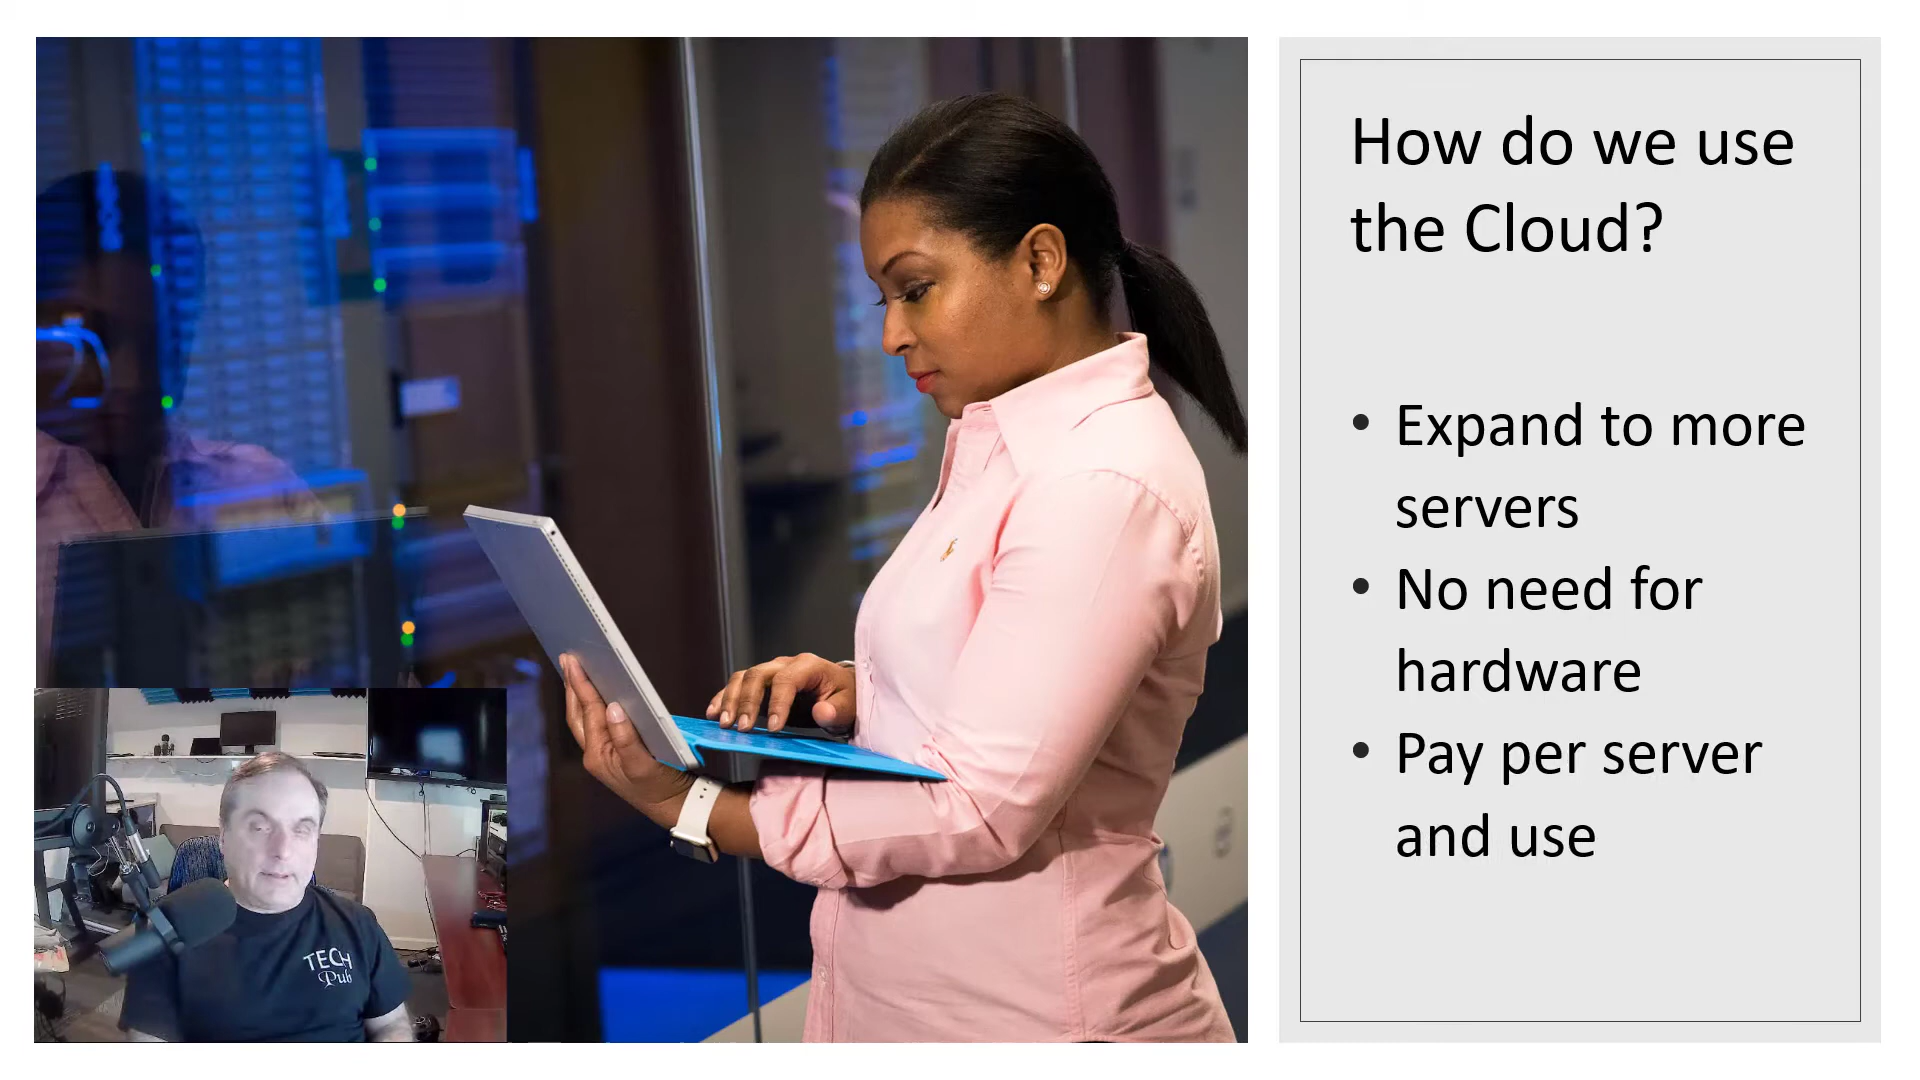 How do we use
the Cloud?
• Expand to more
servers
• No need for
hardware
• Pay per server
and use
TECH
Pub